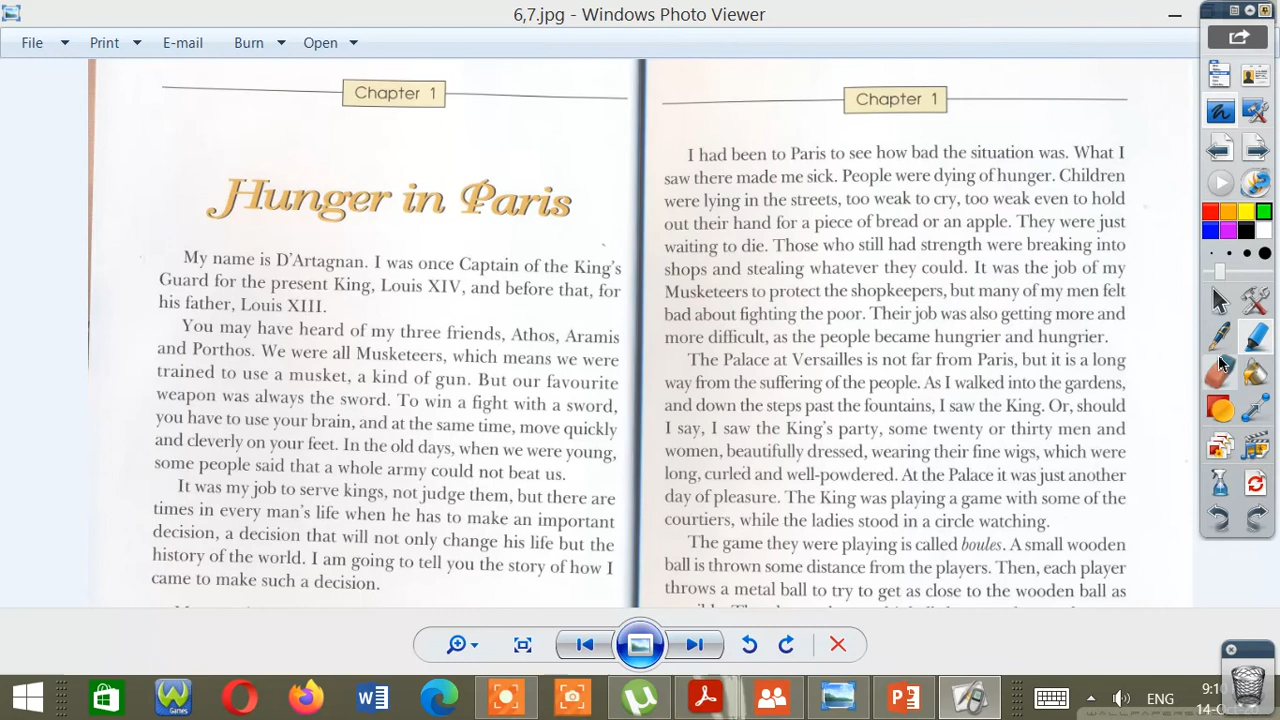 6,7.jpg - Windows Photo Viewer
File Print E-mail Burn Open
Chapter 1
Hunger in Paris
My name is D'Artagnan. I was once Captain of the King's
Guard for the present King, Louis XIV, and before that, for
his father, Louis XIII.
You may have heard of my three friends, Athos, Aramis
and Porthos. We were all Musketeers, which means we were
trained to use a musket, a kind of gun. But our favourite
weapon was always the sword. To win a fight with a sword,
you have to use your brain, and at the same time, move quickly
and cleverly on your feet. In the old days, when we were young,
some people said that a whole army could not beat us.
It was my job to serve kings, not judge them, but there are
times in every man's life when he has to make an important
decision, a decision that will not only change his life but the
history of the world. I am going to tell you the story of how I
came to make such a decision.
Chapter 1
I had been to Paris to see how bad the situation was. What I
saw there made me sick. People were dying of hunger. Children
were lying in the streets, too weak to cry, too weak even to hold
out their hand for a piece of bread or an apple. They were just
waiting to die. Those who still had strength were breaking into
shops and stealing whatever they could. It was the job of my
Musketeers to protect the shopkeepers, but many of my men felt
bad about fighting the poor. Their job was also getting more and
more difficult, as the people became hungrier and hungrier.
The Palace at Versailles is not far from Paris, but it is a long
way from the suffering of the people. As I walked into the gardens,
and down the steps past the fountains, I saw the King. Or, should
I say, I saw the King's party, some twenty or thirty men and
women, beautifully dressed, wearing their fine wigs, which were
long, curled and well-powdered. At the Palace it was just another
day of pleasure. The King was playing a game with some of the
courtiers, while the ladies stood in a circle watching.
The game they were playing is called boules. A small wooden
ball is thrown some distance from the players. Then, each player
throws a metal ball to try to get as close to the wooden ball as
Games
ENG
9:10
14-Oct-20